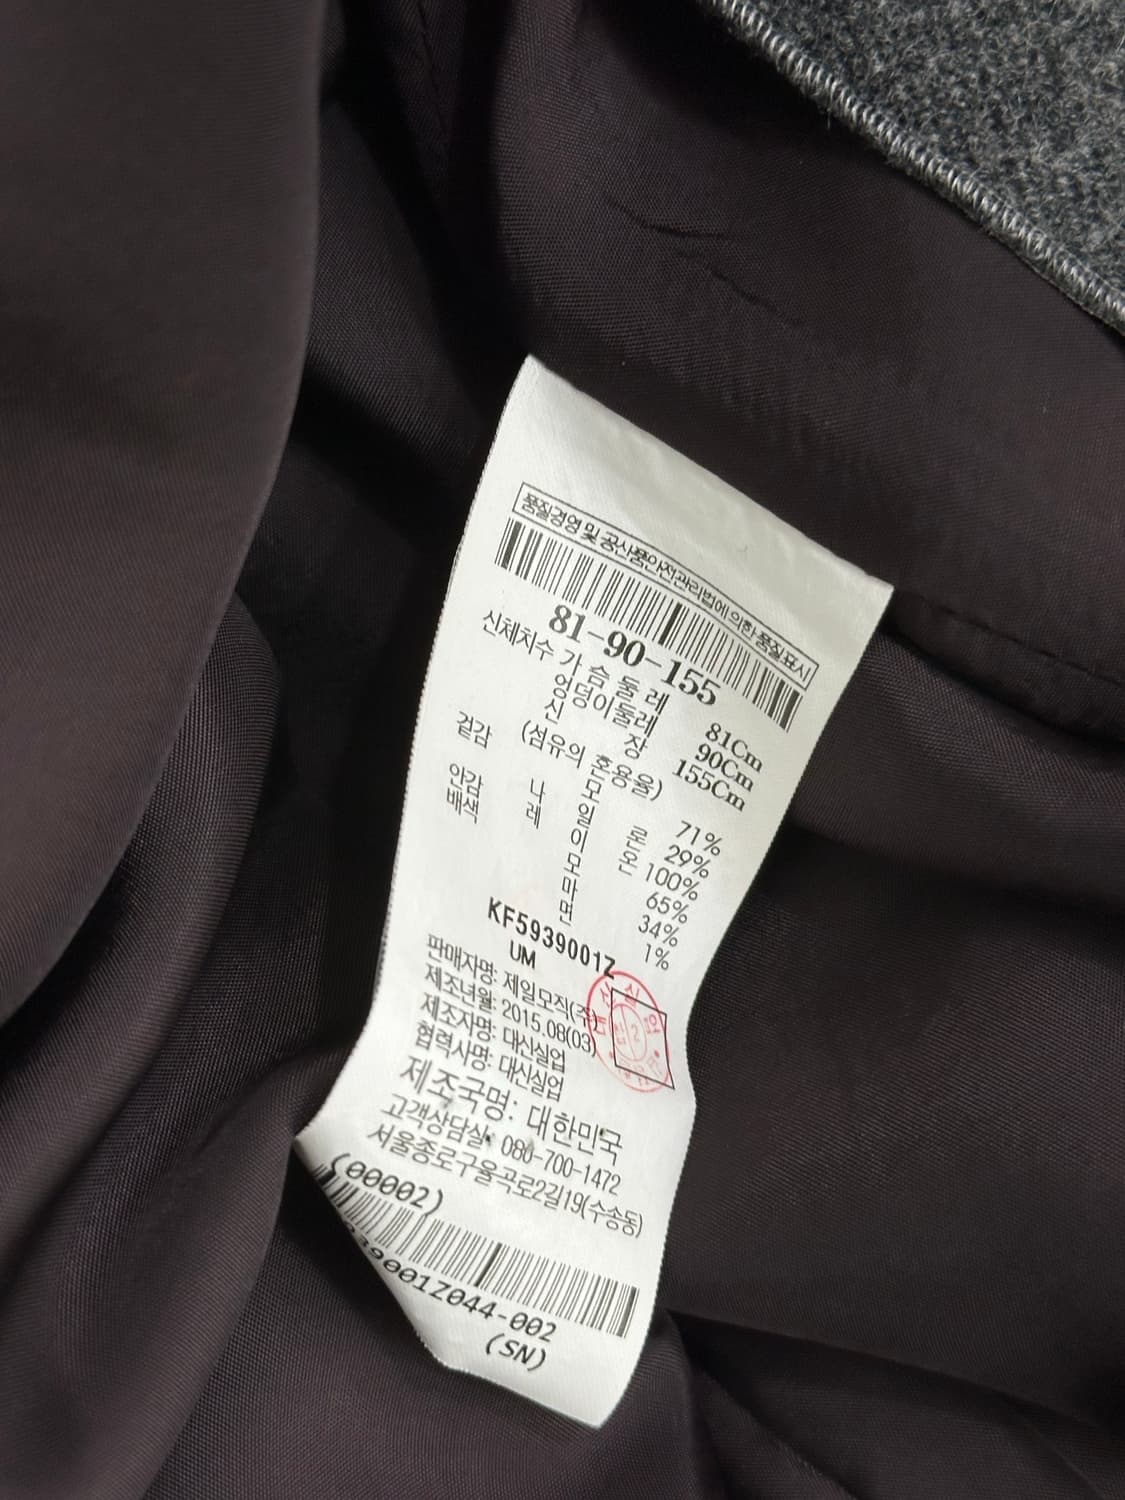 품질경영 및 공산품안전관리법에 의한 품질표시
81-90-155
신체치수 가슴둘레 81Cm
엉덩이둘레 90Cm
신장 155Cm
(섬유의 혼용율)
겉감 모 71%
나일론 29%
안감 레이온 100%
배색 모 65%
마 34%
면 1%
KF5939001Z
UM
판매자명: 제일모직(주)
제조년월: 2015.08(03)
제조자명: 대신실업
협력사명: 대신실업
제조국명: 대한민국
고객상담실: 080-700-1472
서울종로구율곡로2길19(수송동)
(00002)
39001Z044-002
(SN)